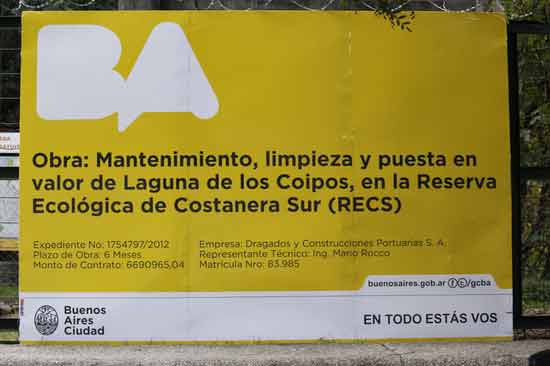 BA
Obra: Mantenimiento, limpieza y puesta en
valor de Laguna de los Coipos, en la Reserva
Ecológica de Costanera Sur (RECS)
Expediente No: 1754797/2012
Plazo de Obra: 6 Meses
Monto de Contrato: 6690965,04
Empresa: Dragados y Construcciones Portuarias S. A.
Representante Técnico: Ing. Mario Rocco
Matrícula Nro: 83.985
buenosaires.gob.ar /gcba
Buenos
Aires
Ciudad
EN TODO ESTÁS VOS